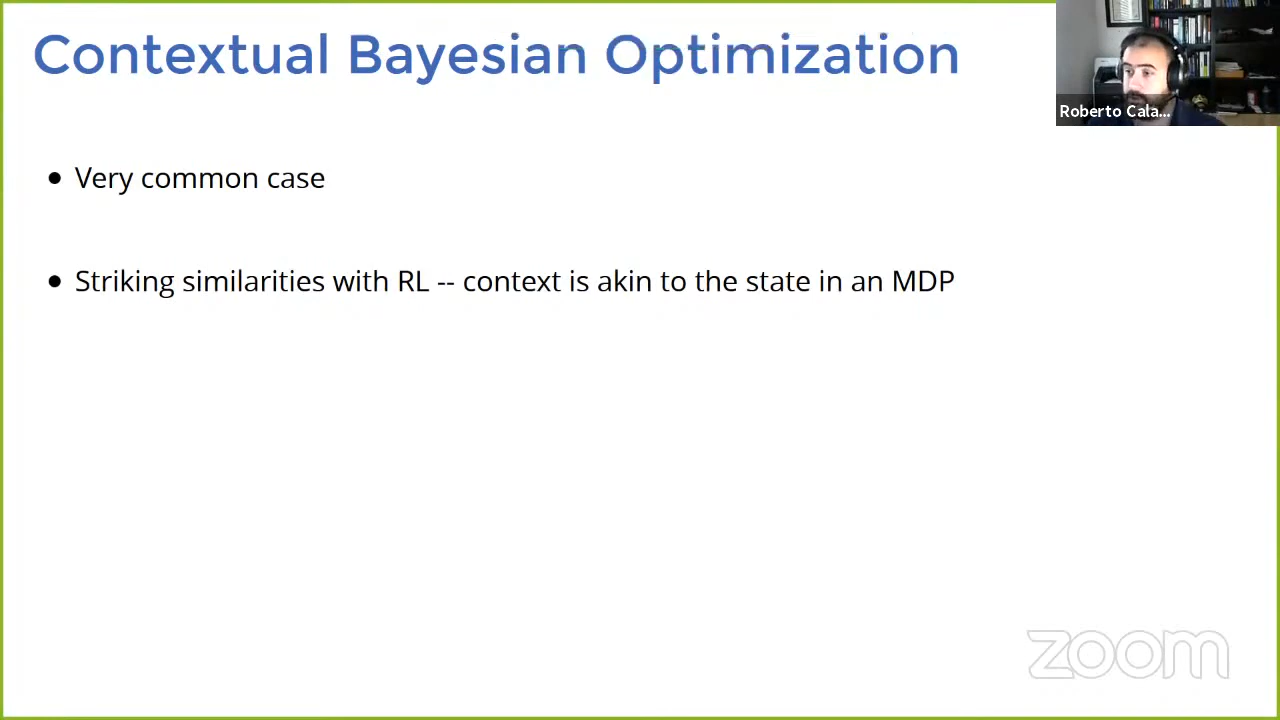 Contextual Bayesian Optimization
Roberto Cala...
• Very common case
• Striking similarities with RL -- context is akin to the state in an MDP
zoom